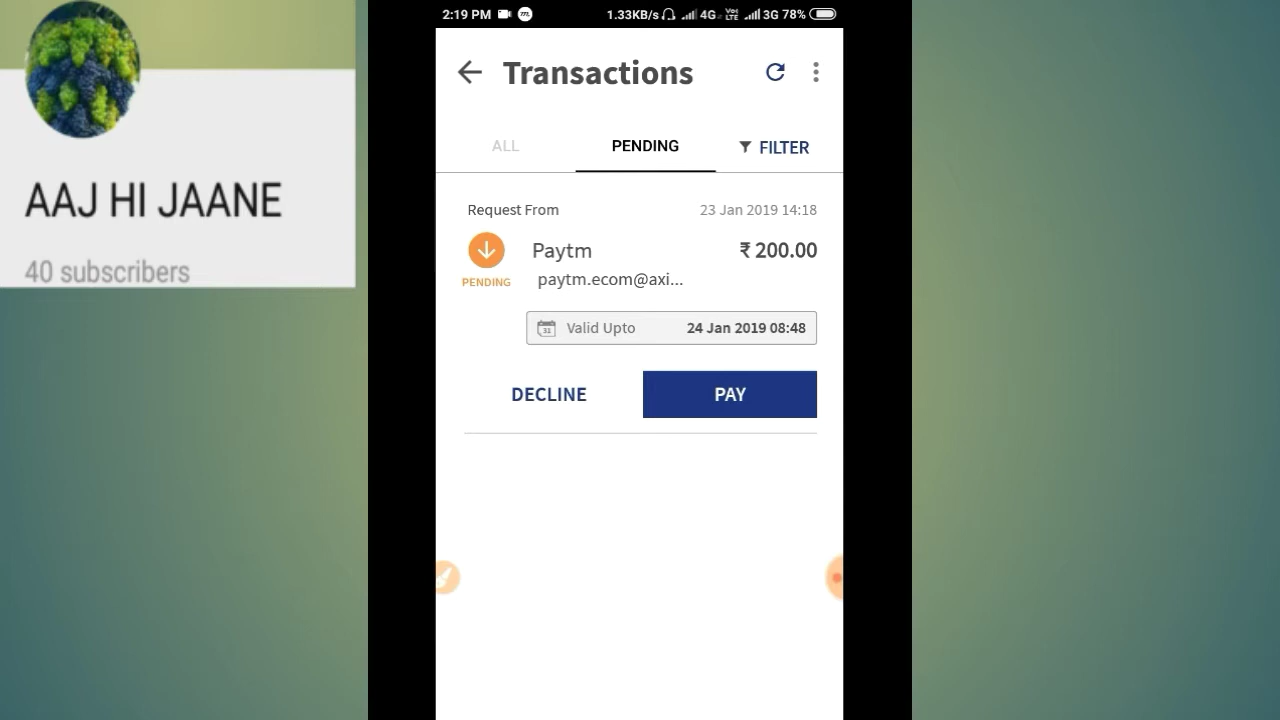 AAJ HI JAANE
40 subscribers
2:19 PM 1.33KB/s 4G VoLTE 3G 78%
Transactions
ALL PENDING FILTER
Request From 23 Jan 2019 14:18
Paytm ₹ 200.00
PENDING paytm.ecom@axi...
31 Valid Upto 24 Jan 2019 08:48
DECLINE PAY